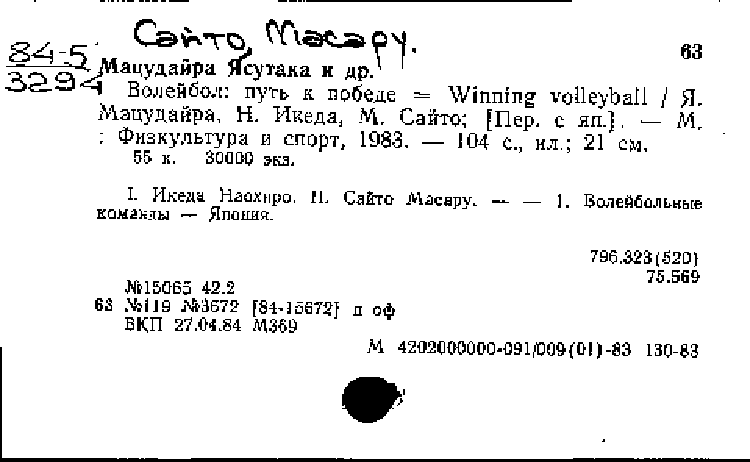 Сайто, Масару.
84-5
3294
63
Мацудайра Ясутака и др.
Волейбол: путь к победе = Winning volleyball / Я.
Мацудайра, Н. Икеда, М. Сайто; [Пер. с яп.]. — М.
: Физкультура и спорт, 1983. — 104 с., ил.; 21 см.
55 к. 30000 экз.
I. Икеда Наохиро. II. Сайто Масару. — — 1. Волейбольные
команды — Япония.
796.323(520)
75.569
№15065 42.2
63 №119 №3672 [84-15672] п оф
ВКП 27.04.84 М369
М 4202000000-091/009(01)-83 130-83